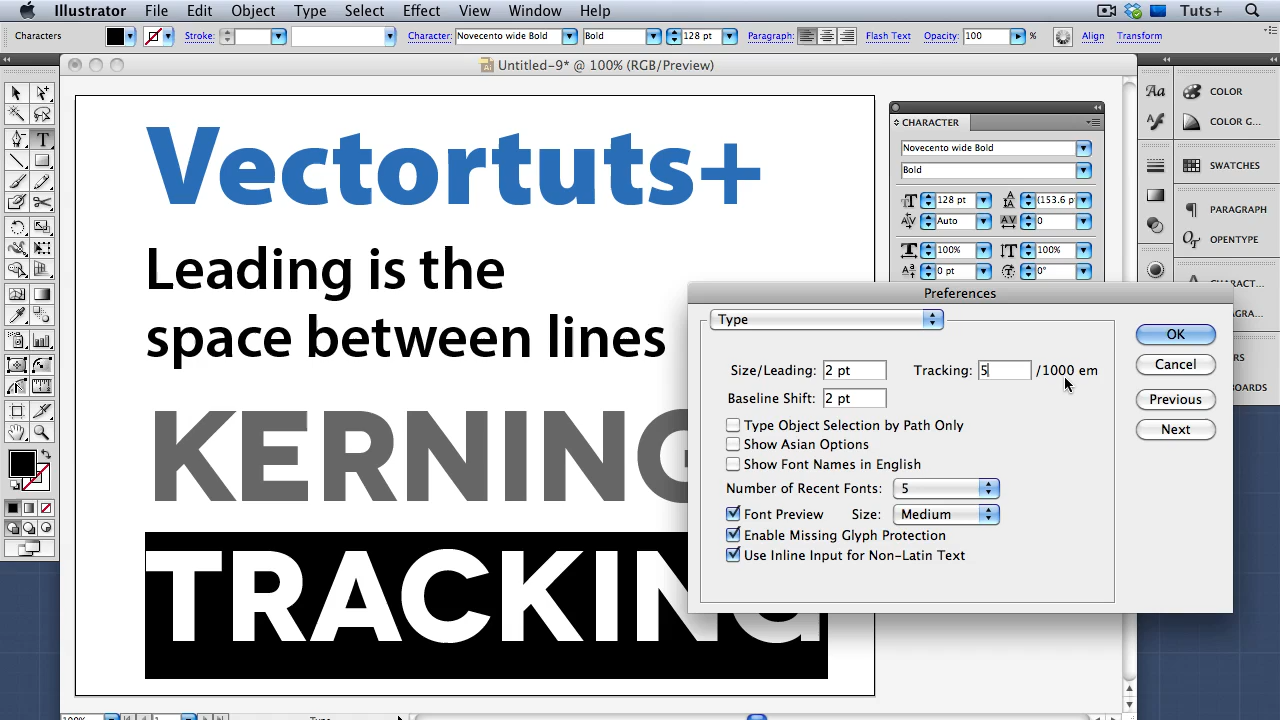 Illustrator File Edit Object Type Select Effect View Window Help Tuts+
Characters Stroke: Character: Novecento wide Bold Bold 128 pt Paragraph: Flash Text Opacity: 100 % Align Transform
Untitled-9* @ 100% (RGB/Preview)
Vectortuts+
Leading is the
space between lines
KERNING
TRACKING
CHARACTER
Novecento wide Bold
Bold
128 pt (153.6 p
Auto 0
100% 100%
0 pt 0°
COLOR
COLOR G...
SWATCHES
PARAGRAPH
OPENTYPE
CHARACT...
Preferences
Type
Size/Leading: 2 pt Tracking: 5 /1000 em
Baseline Shift: 2 pt
Type Object Selection by Path Only
Show Asian Options
Show Font Names in English
Number of Recent Fonts: 5
Font Preview Size: Medium
Enable Missing Glyph Protection
Use Inline Input for Non-Latin Text
OK
Cancel
Previous
Next
100% 1 Type